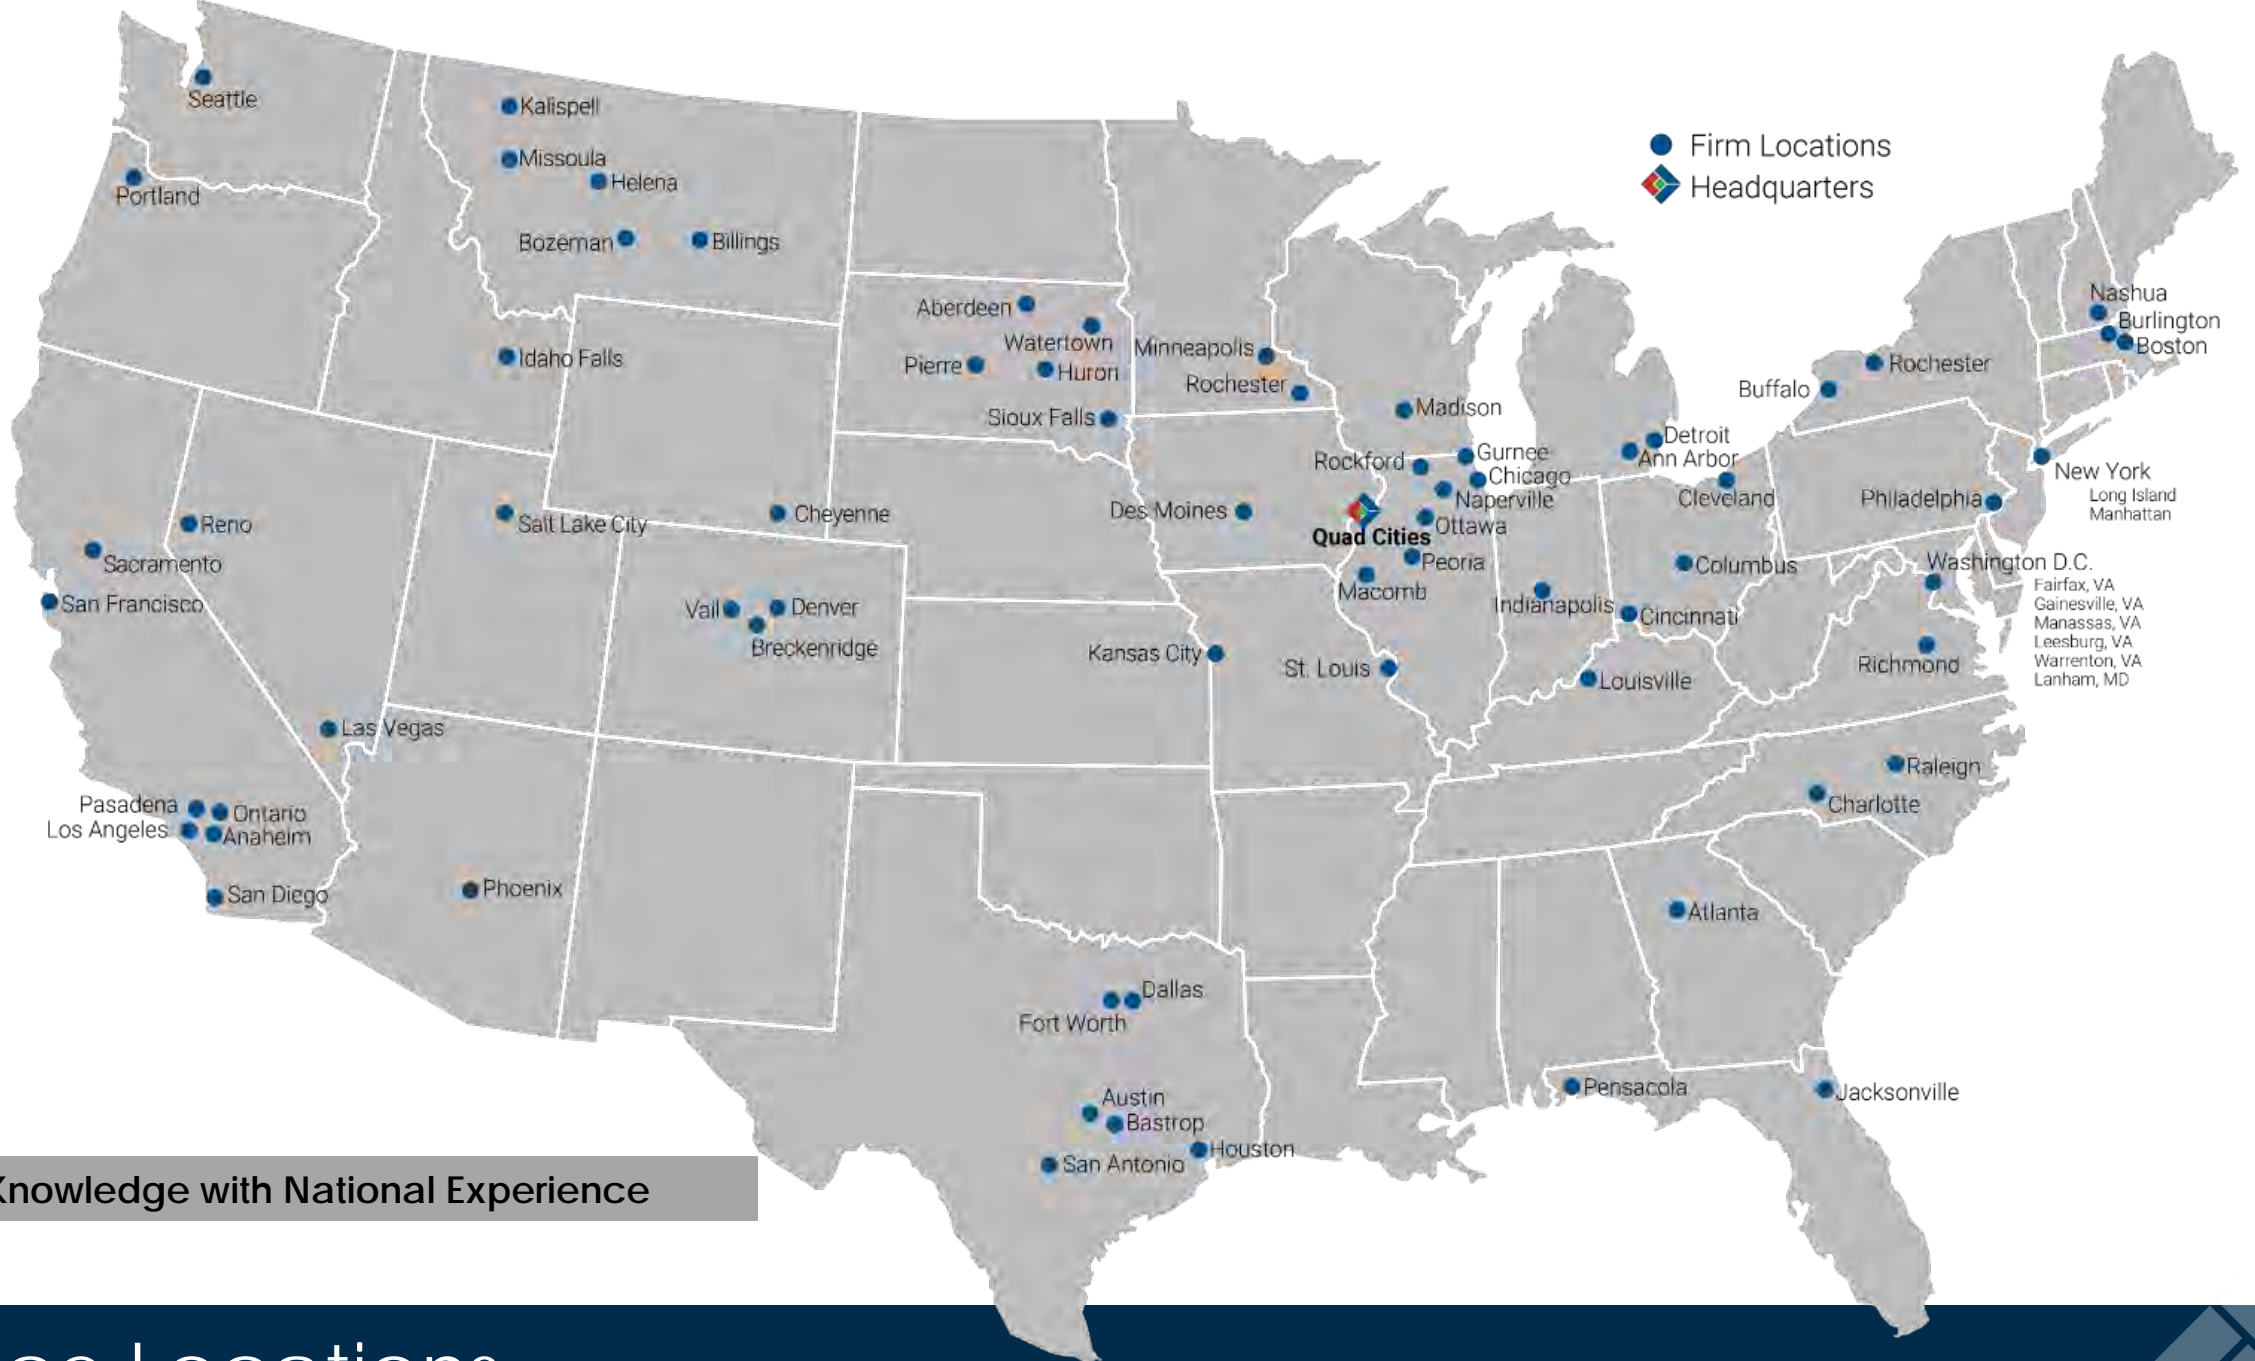 Seattle
Kalispell
Missoula
Helena
Portland
Bozeman
Billings
Firm Locations
Headquarters
Idaho Falls
Aberdeen
Watertown
Pierre
Huron
Sioux Falls
Minneapolis
Rochester
Madison
Nashua
Burlington
Boston
Rochester
Buffalo
Detroit
Ann Arbor
Cleveland
Rockford
Gurnee
Chicago
Naperville
Ottawa
Quad Cities
Peoria
Macomb
Des Moines
New York
Long Island
Manhattan
Philadelphia
Reno
Sacramento
San Francisco
Salt Lake City
Cheyenne
Vail
Denver
Breckenridge
Kansas City
St. Louis
Indianapolis
Columbus
Cincinnati
Louisville
Washington D.C.
Fairfax, VA
Gainesville, VA
Manassas, VA
Leesburg, VA
Warrenton, VA
Lanham, MD
Richmond
Las Vegas
Pasadena
Ontario
Los Angeles
Anaheim
San Diego
Phoenix
Raleigh
Charlotte
Atlanta
Dallas
Fort Worth
Austin
Bastrop
Houston
San Antonio
Pensacola
Jacksonville
Knowledge with National Experience
Locations